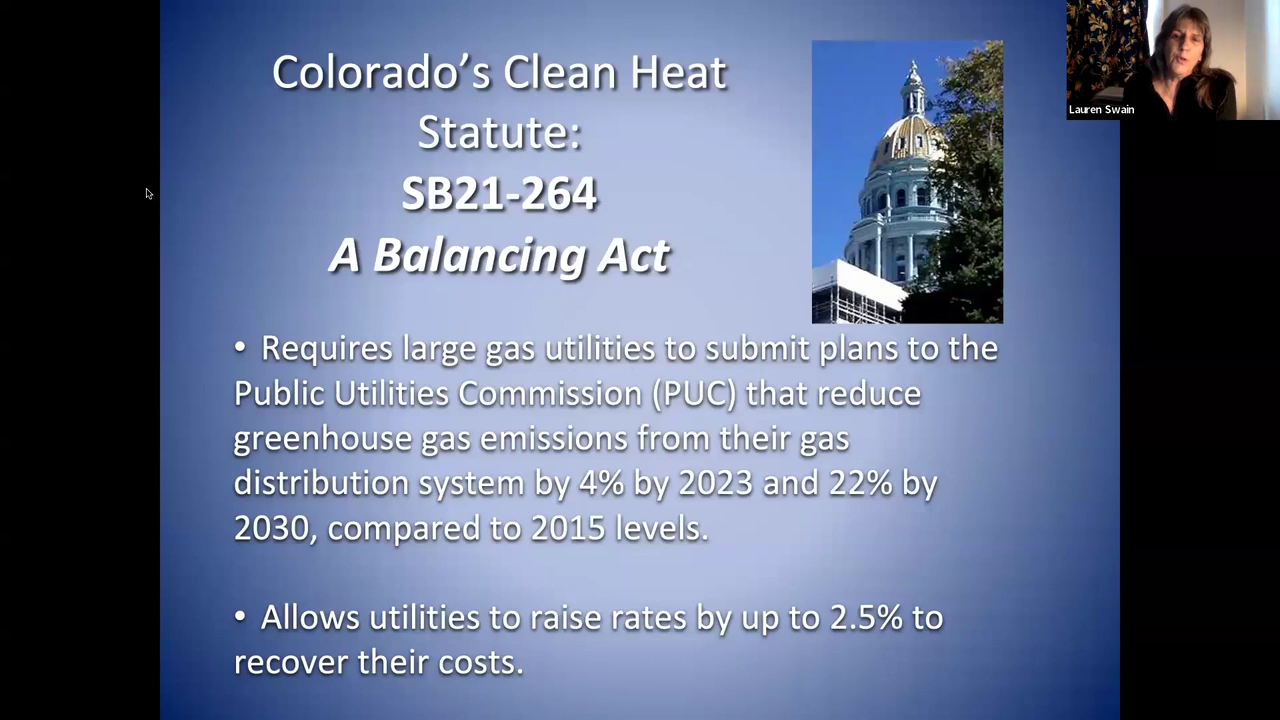 Colorado’s Clean Heat
Statute:
SB21-264
A Balancing Act
• Requires large gas utilities to submit plans to the
Public Utilities Commission (PUC) that reduce
greenhouse gas emissions from their gas
distribution system by 4% by 2023 and 22% by
2030, compared to 2015 levels.
• Allows utilities to raise rates by up to 2.5% to
recover their costs.
Lauren Swain